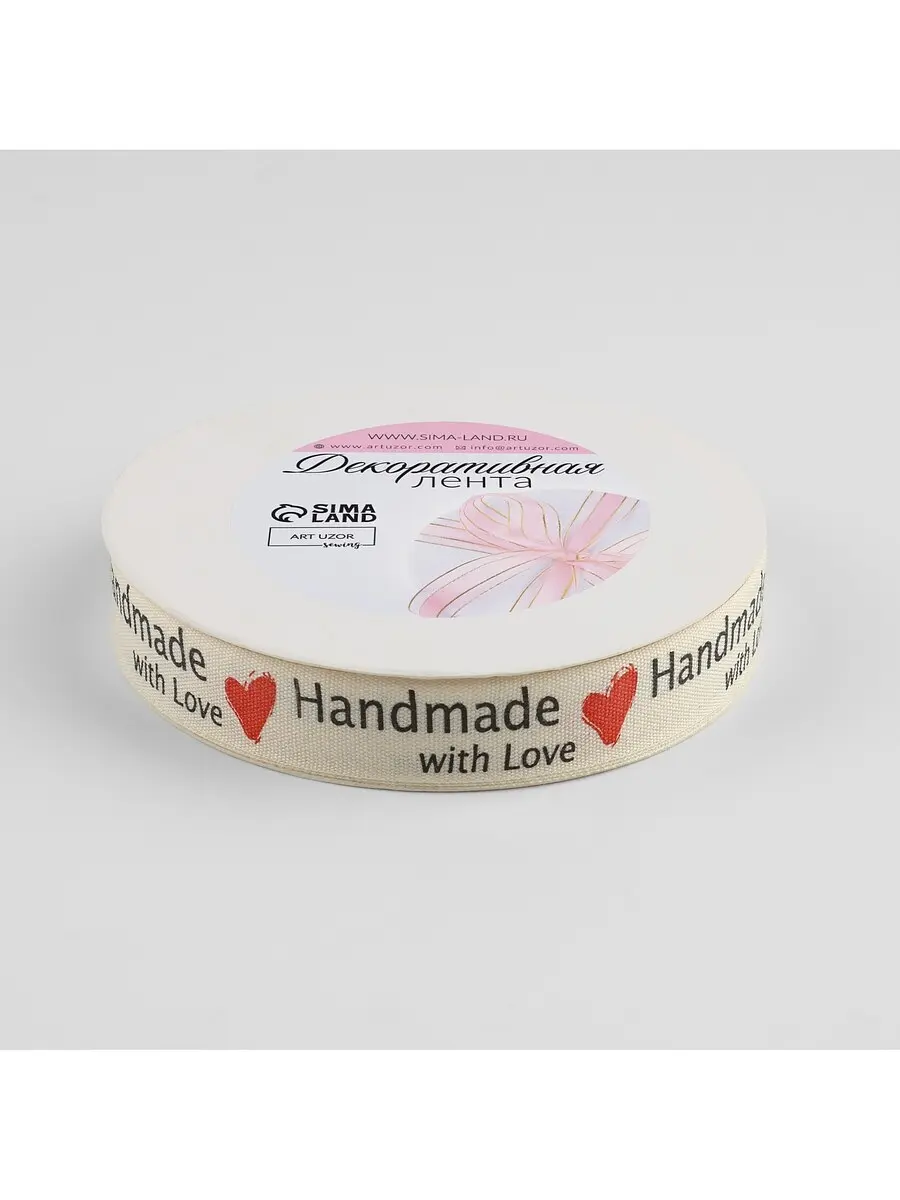 WWW.SIMA-LAND.RU
www.artuzor.com info@artuzor.com
Декоративная
лента
SIMA
LAND
ART UZOR
sewing
Handmade
with Love
Handmade
with Love